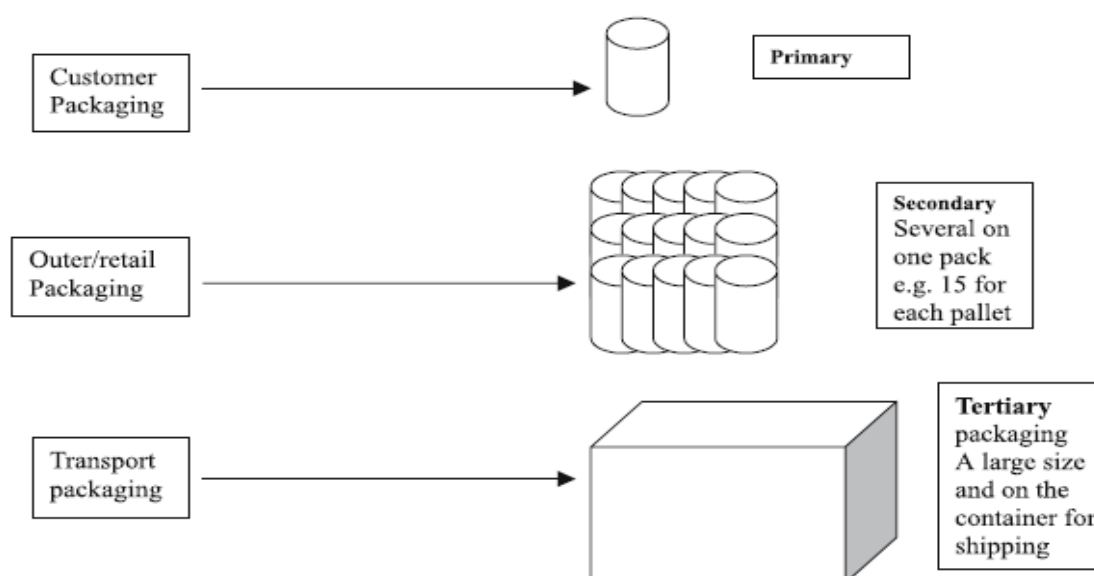 Customer
Packaging
Primary
Outer/retail
Packaging
Secondary
Several on
one pack
e.g. 15 for
each pallet
Transport
packaging
Tertiary
packaging
A large size
and on the
container for
shipping